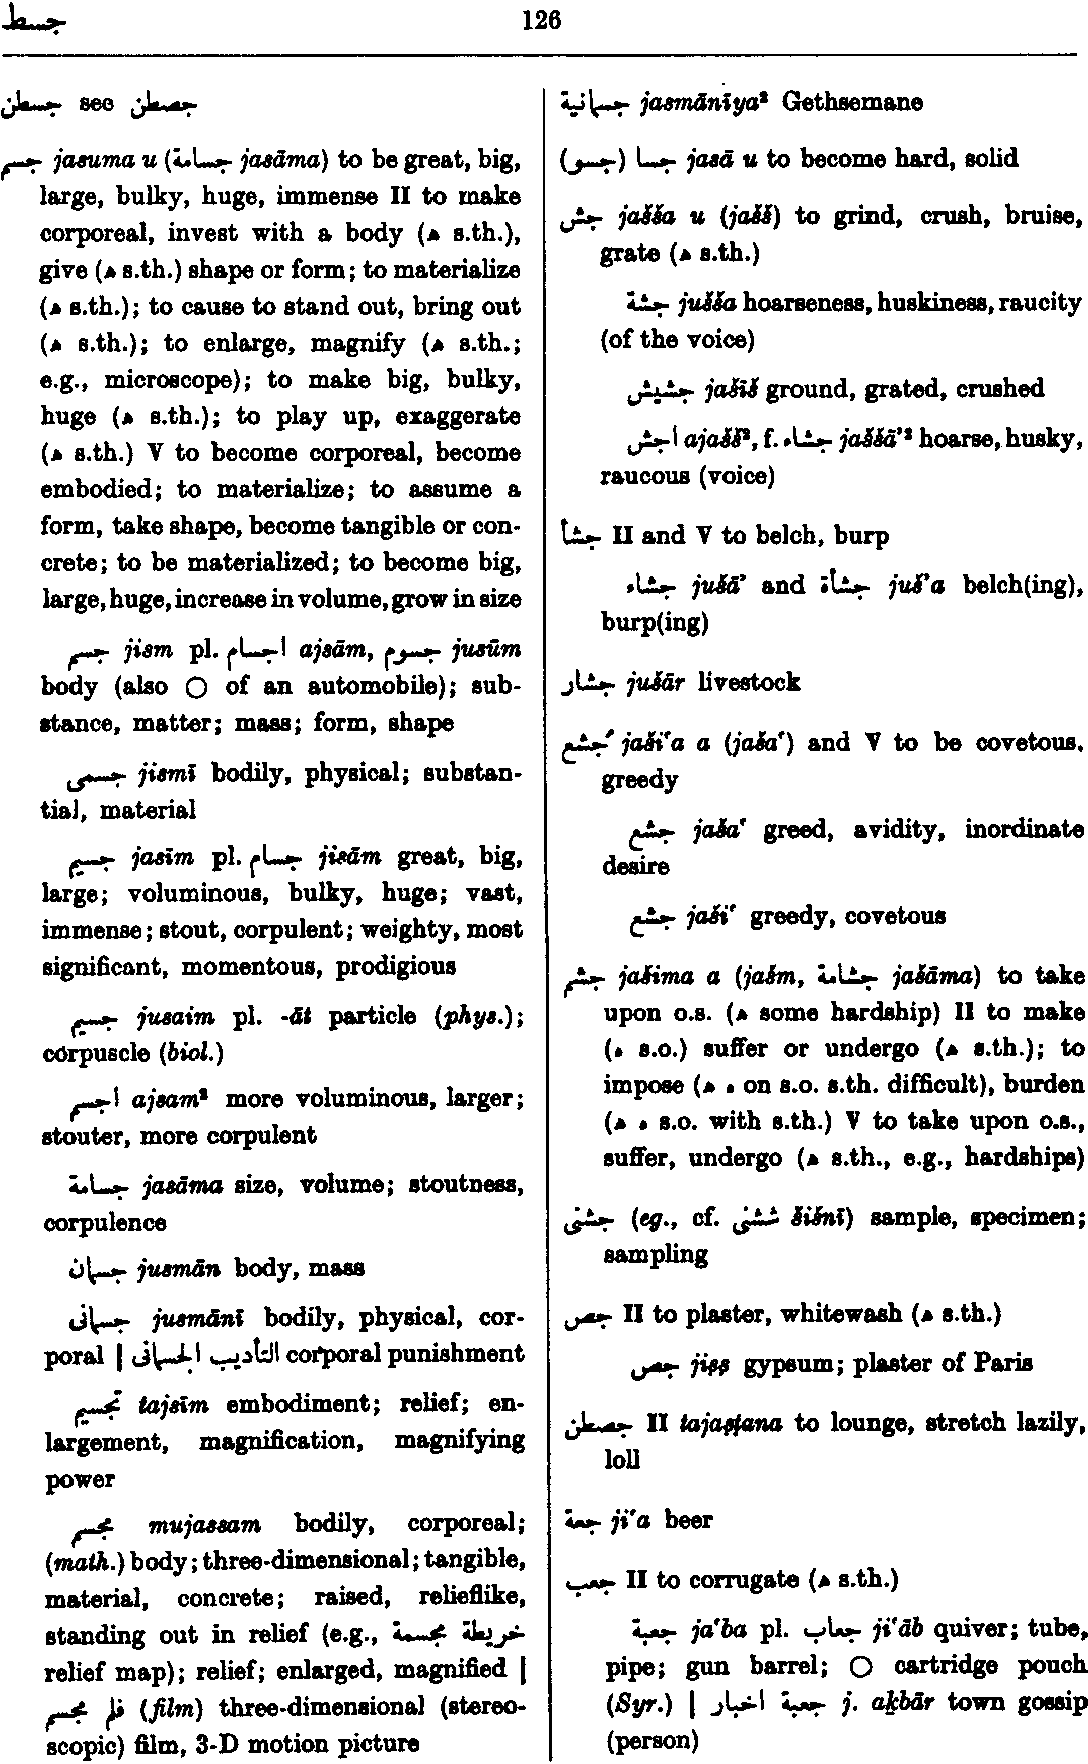 جسط
126
جسطن see جصطن
جسم jasuma u (جسامة jasāma) to be great, big,
large, bulky, huge, immense II to make
corporeal, invest with a body (ه s.th.),
give (ه s.th.) shape or form; to materialize
(ه s.th.); to cause to stand out, bring out
(ه s.th.); to enlarge, magnify (ه s.th.;
e.g., microscope); to make big, bulky,
huge (ه s.th.); to play up, exaggerate
(ه s.th.) V to become corporeal, become
embodied; to materialize; to assume a
form, take shape, become tangible or con-
crete; to be materialized; to become big,
large, huge, increase in volume, grow in size
جسم jism pl. اجسام ajsām, جسوم jusūm
body (also ○ of an automobile); sub-
stance, matter; mass; form, shape
جسمى jismī bodily, physical; substan-
tial, material
جسيم jasīm pl. جسام jisām great, big,
large; voluminous, bulky, huge; vast,
immense; stout, corpulent; weighty, most
significant, momentous, prodigious
جسيم jusaim pl. -āt particle (phys.);
corpuscle (biol.)
اجسم ajsam² more voluminous, larger;
stouter, more corpulent
جسامة jasāma size, volume; stoutness,
corpulence
جسمان jusmān body, mass
جسمانى jusmānī bodily, physical, cor-
poral | التأديب الجسمانى corporal punishment
تجسيم tajsīm embodiment; relief; en-
largement, magnification, magnifying
power
مجسم mujassam bodily, corporeal;
(math.) body; three-dimensional; tangible,
material, concrete; raised, relieflike,
standing out in relief (e.g., خريطة مجسمة
relief map); relief; enlarged, magnified |
فلم مجسم (film) three-dimensional (stereo-
scopic) film, 3-D motion picture
جسمانية jasmānīya² Gethsemane
(جسو) جسا jasā u to become hard, solid
جش jašša u (jašš) to grind, crush, bruise,
grate (ه s.th.)
جشة jušša hoarseness, huskiness, raucity
(of the voice)
جشيش jašīš ground, grated, crushed
اجش ajašš², f. جشاء jaššā'² hoarse, husky,
raucous (voice)
جشأ II and V to belch, burp
جشاء jušā' and جشأة juš'a belch(ing),
burp(ing)
جشار jušār livestock
جشع jaši‘a a (jaša‘) and V to be covetous,
greedy
جشع jaša‘ greed, avidity, inordinate
desire
جشع jaši‘ greedy, covetous
جشم jašima a (jašm, جشامة jašāma) to take
upon o.s. (ه some hardship) II to make
(ه s.o.) suffer or undergo (ه s.th.); to
impose (ه ه on s.o. s.th. difficult), burden
(ه ه s.o. with s.th.) V to take upon o.s.,
suffer, undergo (ه s.th., e.g., hardships)
جشنى (eg., cf. ششنى šišnī) sample, specimen;
sampling
جص II to plaster, whitewash (ه s.th.)
جص jiṣṣ gypsum; plaster of Paris
جصطن II tajaṣṭana to lounge, stretch lazily,
loll
جعة ji‘a beer
جعب II to corrugate (ه s.th.)
جعبة ja‘ba pl. جعاب ji‘āb quiver; tube,
pipe; gun barrel; ○ cartridge pouch
(Syr.) | جعبة اخبار j. aḵbār town gossip
(person)